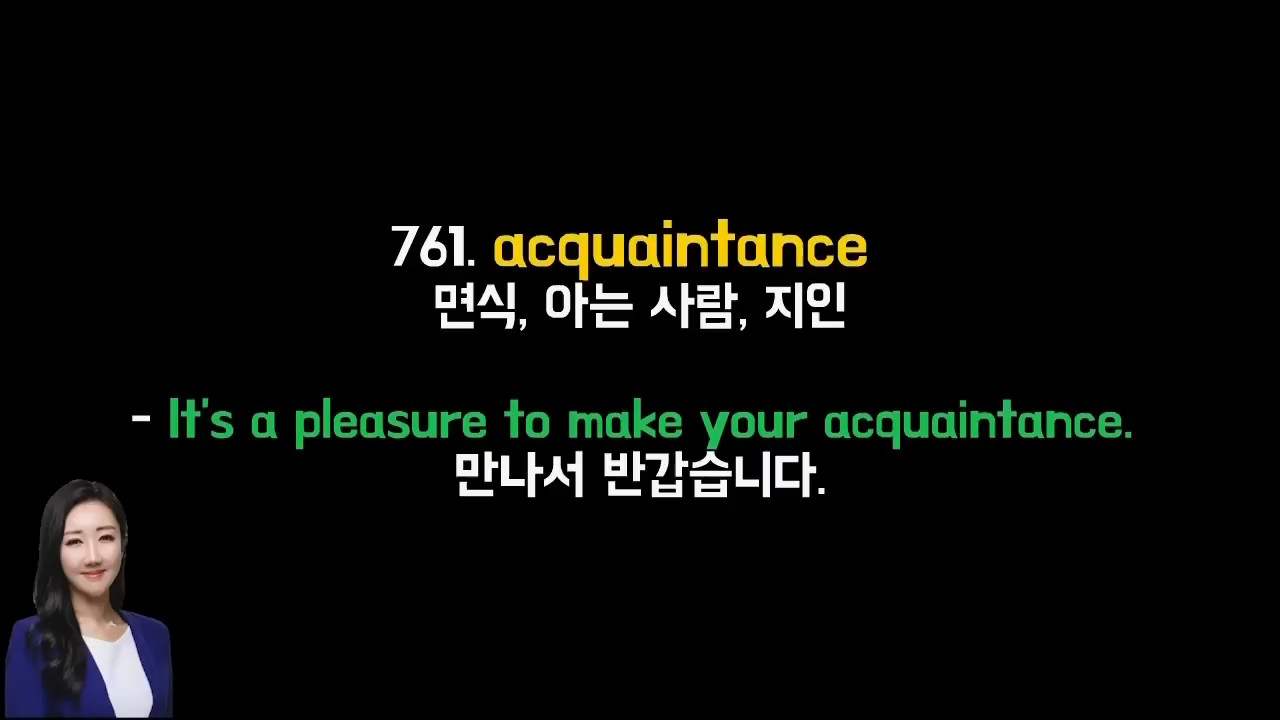 761. acquaintance
면식, 아는 사람, 지인
- It's a pleasure to make your acquaintance.
만나서 반갑습니다.